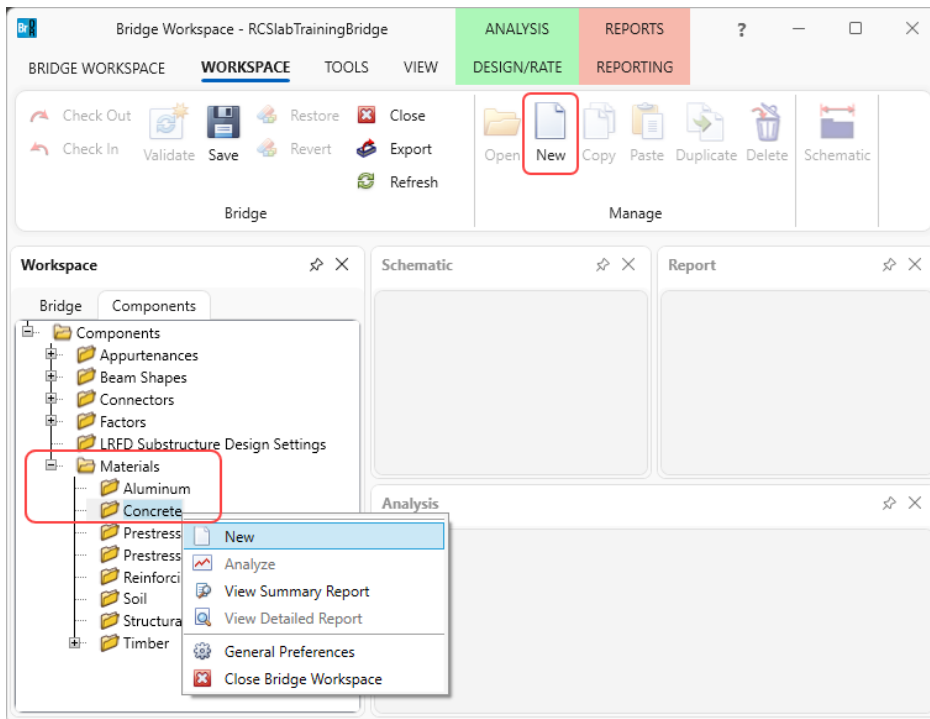 Br R
Bridge Workspace - RCSlabTrainingBridge
ANALYSIS
REPORTS
?
BRIDGE WORKSPACE
WORKSPACE
TOOLS
VIEW
DESIGN/RATE
REPORTING
Check Out
Check In
Validate
Save
Restore
Revert
Close
Export
Refresh
Bridge
Open
New
Copy
Paste
Duplicate
Delete
Schematic
Manage
Workspace
Bridge
Components
Components
Appurtenances
Beam Shapes
Connectors
Factors
LRFD Substructure Design Settings
Materials
Aluminum
Concrete
Prestress
Prestress
Reinforci
Soil
Structura
Timber
New
Analyze
View Summary Report
View Detailed Report
General Preferences
Close Bridge Workspace
Schematic
Report
Analysis